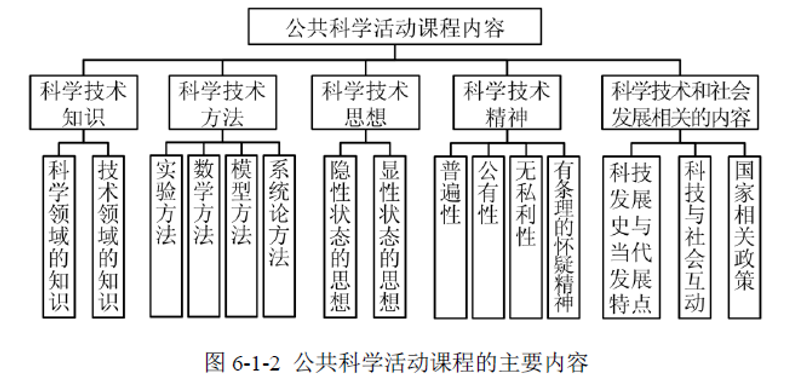 公共科学活动课程内容
科学技术
知识
科学技术
方法
科学技术
思想
科学技术
精神
科学技术和社会
发展相关的内容
科学领域的知识
技术领域的知识
实验方法
数学方法
模型方法
系统论方法
隐性状态的思想
显性状态的思想
普遍性
公有性
无私利性
有条理的怀疑精神
科技
发展
史与
当代
发展
特点
科技与社会互动
国家相关政策
图 6-1-2 公共科学活动课程的主要内容